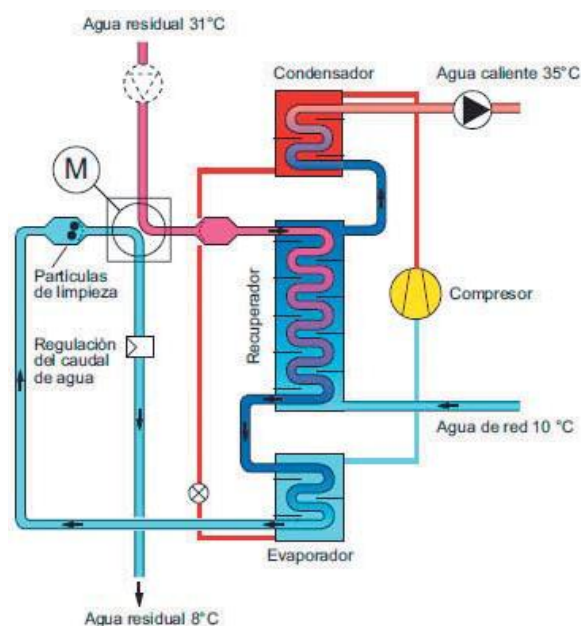 Agua residual 31°C
Condensador
Agua caliente 35°C
M
Partículas
de limpieza
Recuperador
Compresor
Regulación
del caudal
de agua
Agua de red 10 °C
Evaporador
Agua residual 8°C